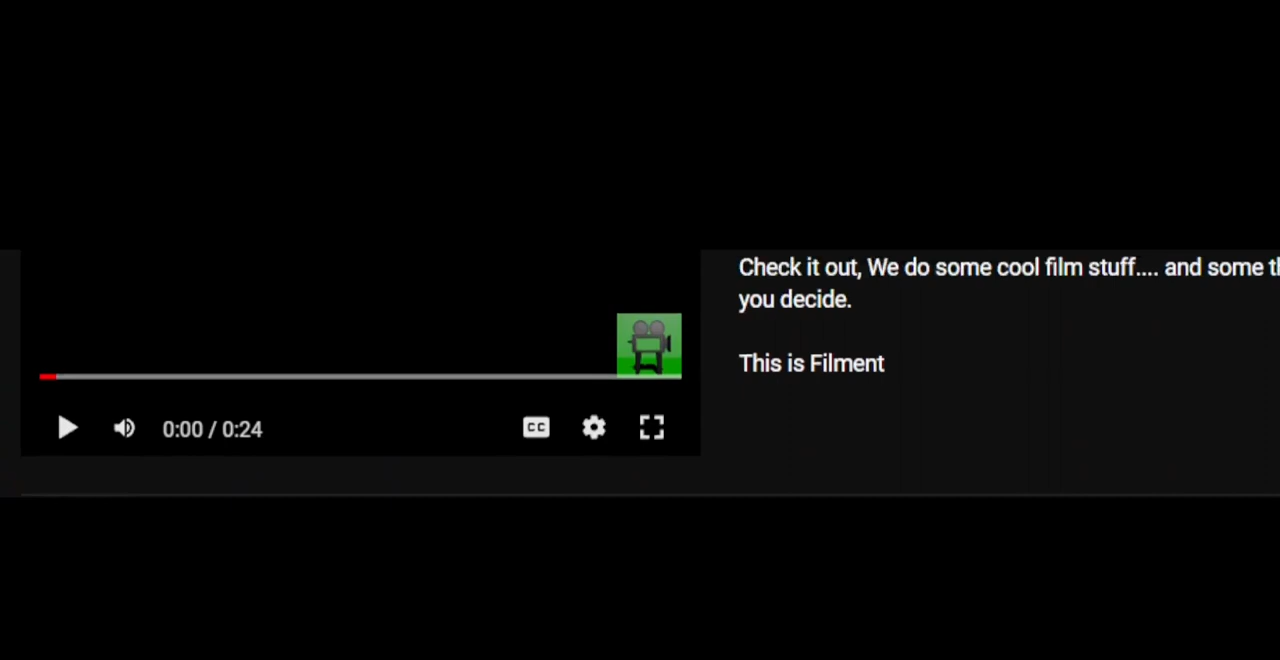 Check it out, We do some cool film stuff.... and some
you decide.
This is Filment
0:00 / 0:24
CC